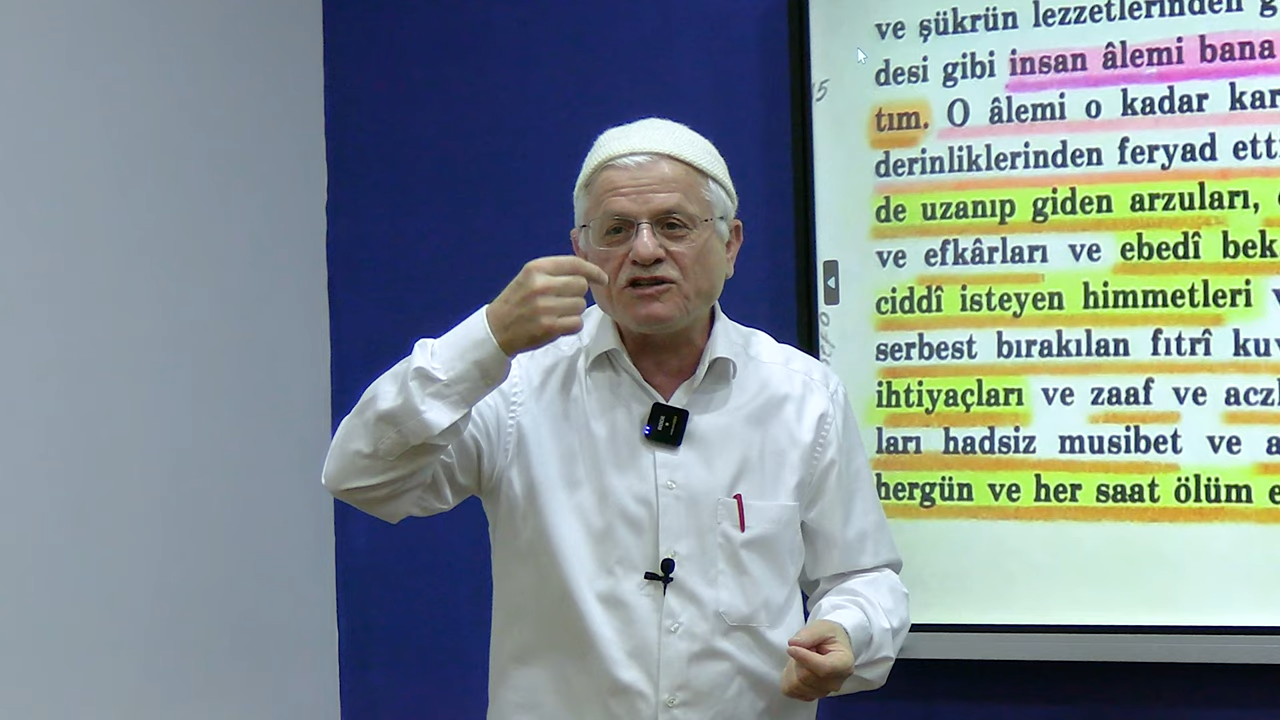 ve şükrün lezzetlerinden
desi gibi insan âlemi bana
15
tım. O âlemi o kadar
derinliklerinden feryad
de uzanıp giden arzuları,
ve efkârları ve ebedî
ciddî isteyen himmetleri
serbest bırakılan fıtrî
ihtiyaçları ve zaaf ve
ları hadsiz musibet ve
hergün ve her saat ölüm